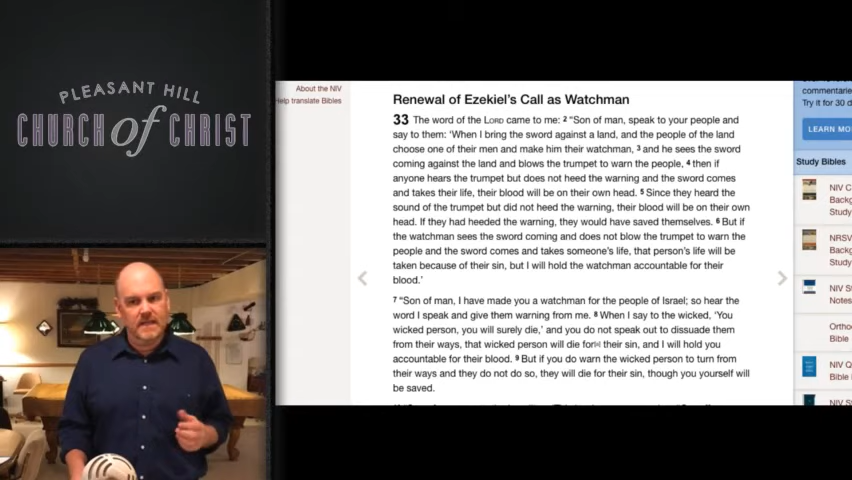 PLEASANT HILL
CHURCH of CHRIST
About the NIV
Help translate Bibles
Renewal of Ezekiel's Call as Watchman
33 The word of the LORD came to me: 2 "Son of man, speak to your people and
say to them: 'When I bring the sword against a land, and the people of the land
choose one of their men and make him their watchman, 3 and he sees the sword
coming against the land and blows the trumpet to warn the people, 4 then if
anyone hears the trumpet but does not heed the warning and the sword comes
and takes their life, their blood will be on their own head. 5 Since they heard the
sound of the trumpet but did not heed the warning, their blood will be on their own
head. If they had heeded the warning, they would have saved themselves. 6 But if
the watchman sees the sword coming and does not blow the trumpet to warn the
people and the sword comes and takes someone's life, that person's life will be
taken because of their sin, but I will hold the watchman accountable for their
blood.'
7 "Son of man, I have made you a watchman for the people of Israel; so hear the
word I speak and give them warning from me. 8 When I say to the wicked, 'You
wicked person, you will surely die,' and you do not speak out to dissuade them
from their ways, that wicked person will die for[a] their sin, and I will hold you
accountable for their blood. 9 But if you do warn the wicked person to turn from
their ways and they do not do so, they will die for their sin, though you yourself will
be saved.
commentarie
Try it for 30 d
LEARN MO
Study Bibles
NIV C
Backg
Study
NRSV
Backg
Study
NIV St
Notes
Ortho
Bible
NIV Q
Bible
NIV St